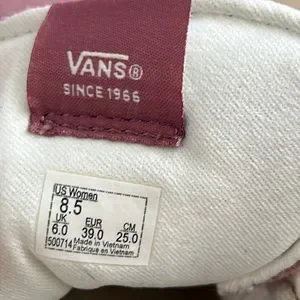 VANS®
SINCE 1966
US Women
8.5
UK EUR CM
6.0 39.0 25.0
500714 Made in Vietnam
Fabriqué en Vietnam